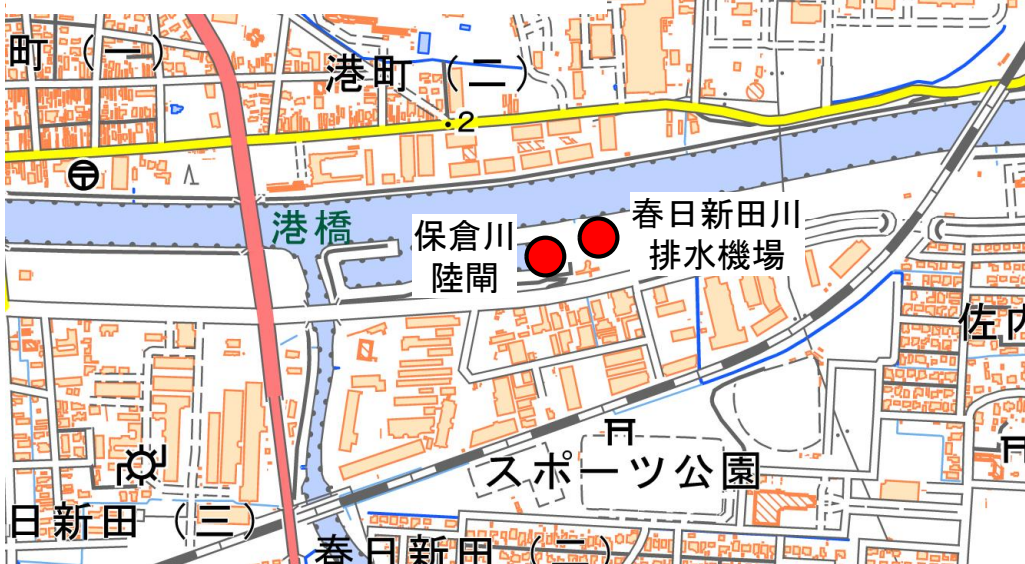 町（一）
港町（二）
・2
港橋
保倉川
陸閘
春日新田川
排水機場
佐内
スポーツ公園
日新田（三）
春日新田（二）